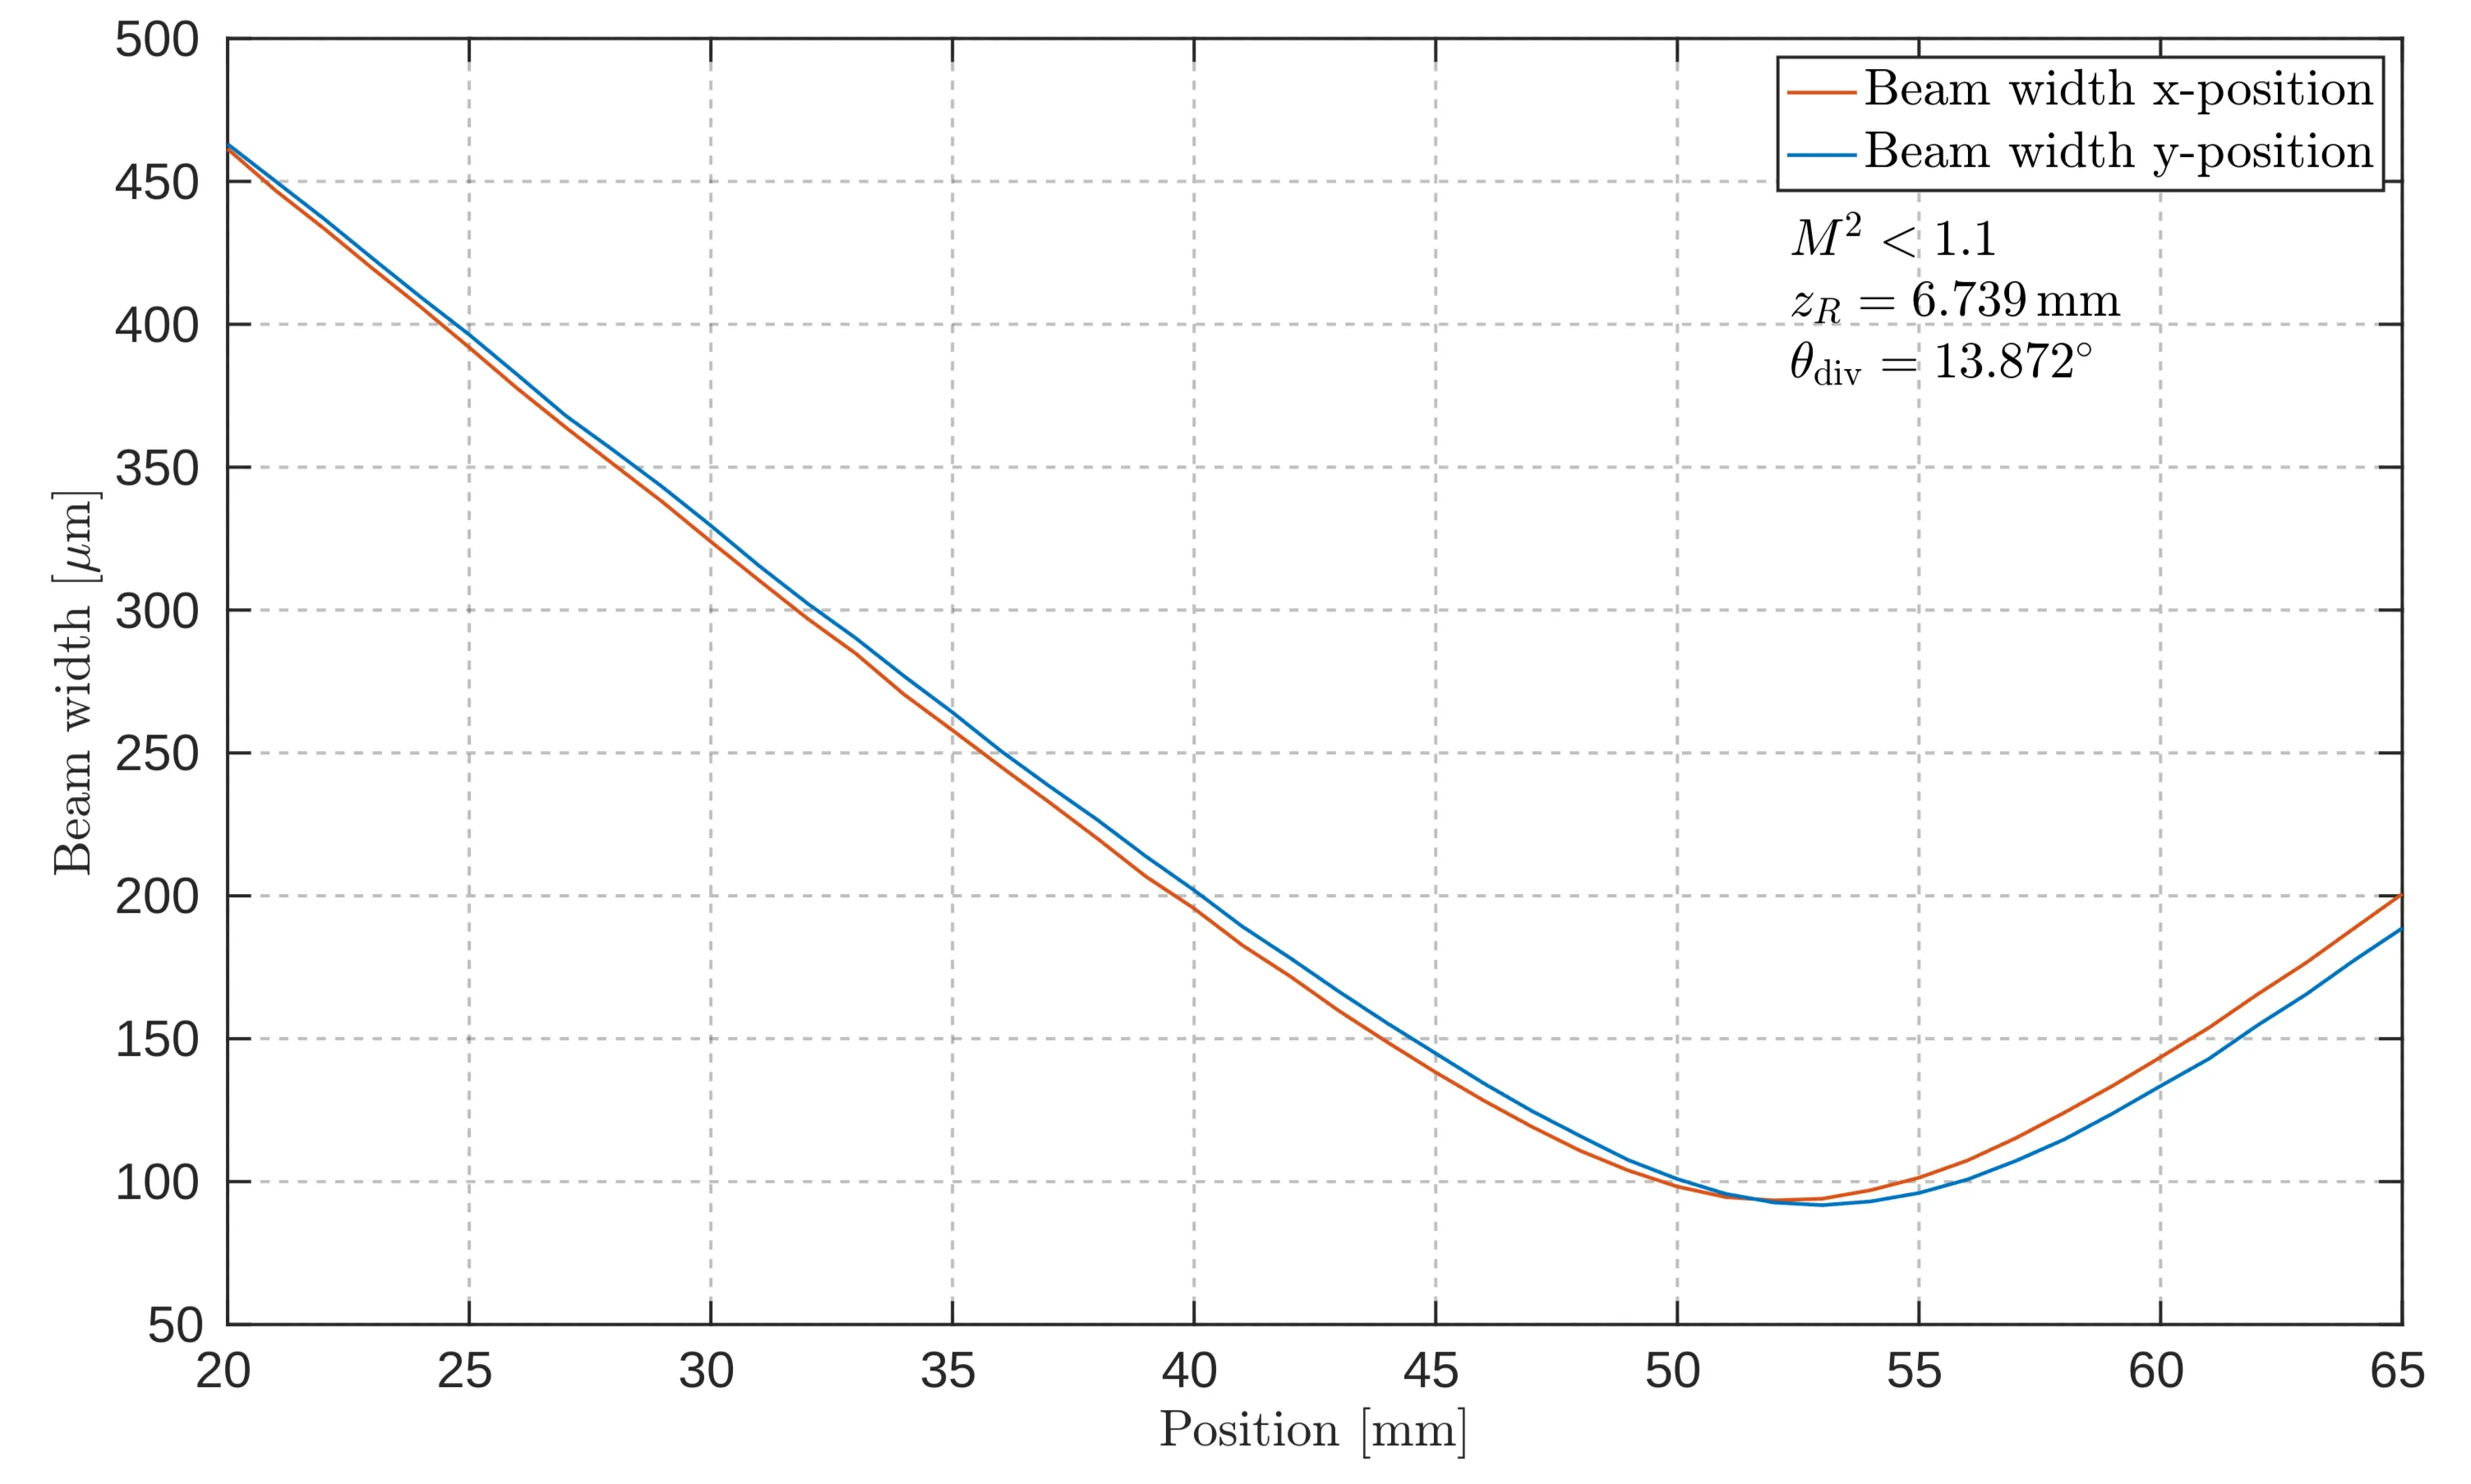 500
450
400
350
300
250
200
150
100
50
Beam width [μm]
Beam width x-position
Beam width y-position
M² < 1.1
z_R = 6.739 mm
θ_div = 13.872°
20 25 30 35 40 45 50 55 60 65
Position [mm]